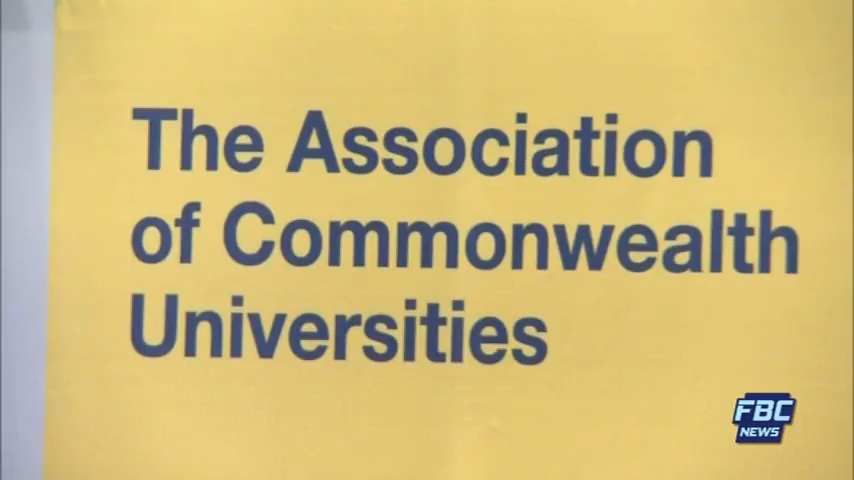 The Association
of Commonwealth
Universities
FBC
NEWS